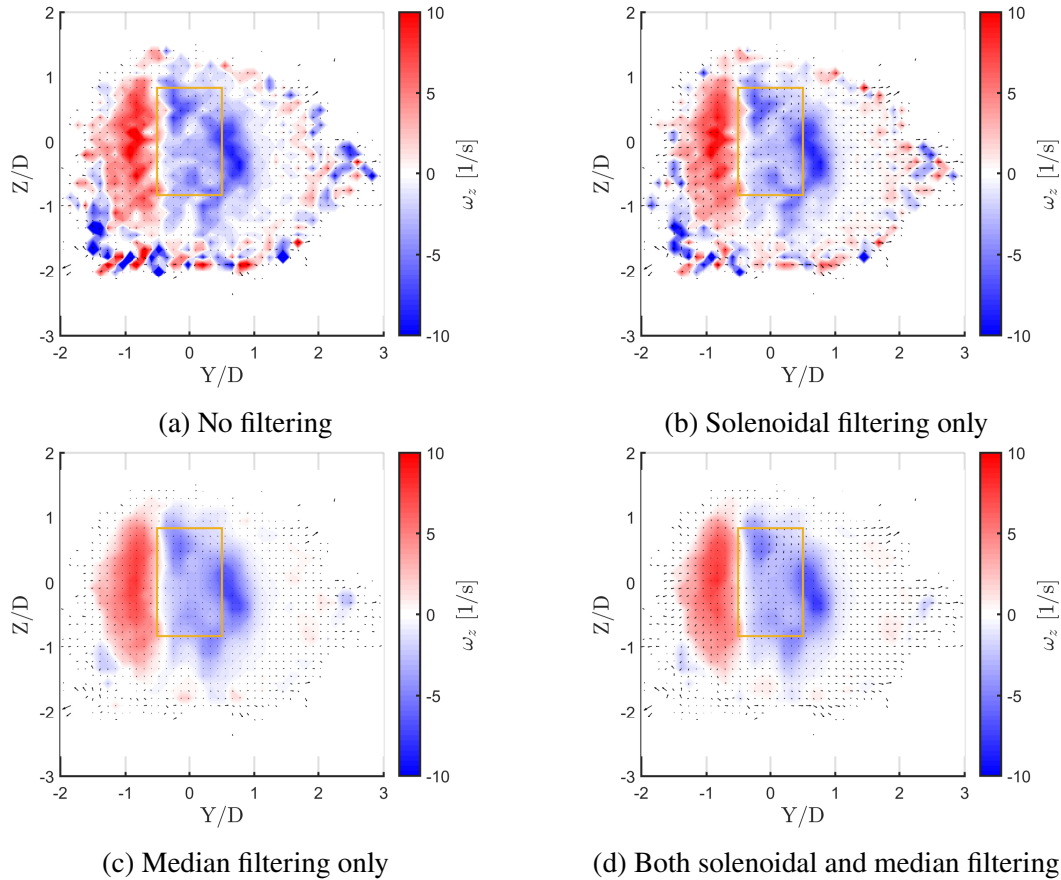 2
1
0
-1
-2
-3
Z/D
-2 -1 0 1 2 3
Y/D
10
5
0
-5
-10
ω_z [1/s]
(a) No filtering
2
1
0
-1
-2
-3
Z/D
-2 -1 0 1 2 3
Y/D
10
5
0
-5
-10
ω_z [1/s]
(b) Solenoidal filtering only
2
1
0
-1
-2
-3
Z/D
-2 -1 0 1 2 3
Y/D
10
5
0
-5
-10
ω_z [1/s]
(c) Median filtering only
2
1
0
-1
-2
-3
Z/D
-2 -1 0 1 2 3
Y/D
10
5
0
-5
-10
ω_z [1/s]
(d) Both solenoidal and median filtering